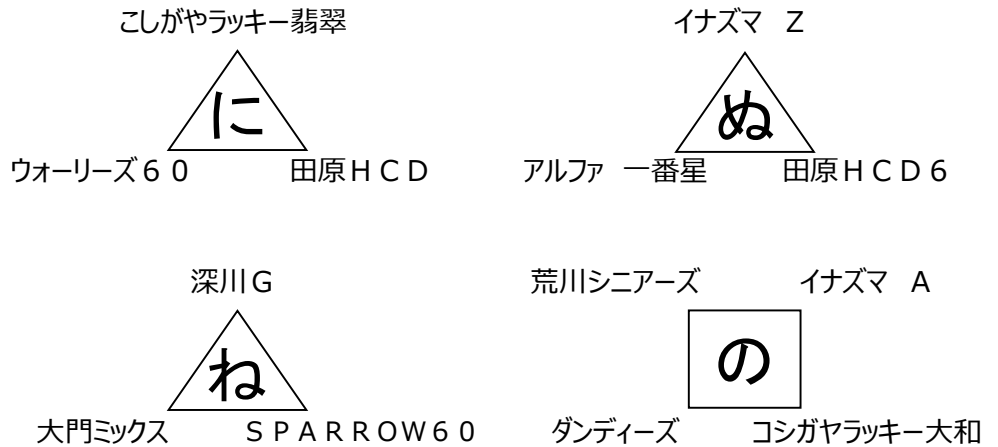 こしがやラッキー翡翠
に
ウォーリーズ６０ 田原ＨＣＤ
イナズマ Ｚ
ぬ
アルファ 一番星 田原ＨＣＤ６
深川Ｇ
ね
大門ミックス ＳＰＡＲＲＯＷ６０
荒川シニアーズ イナズマ Ａ
の
ダンディーズ コシガヤラッキー大和